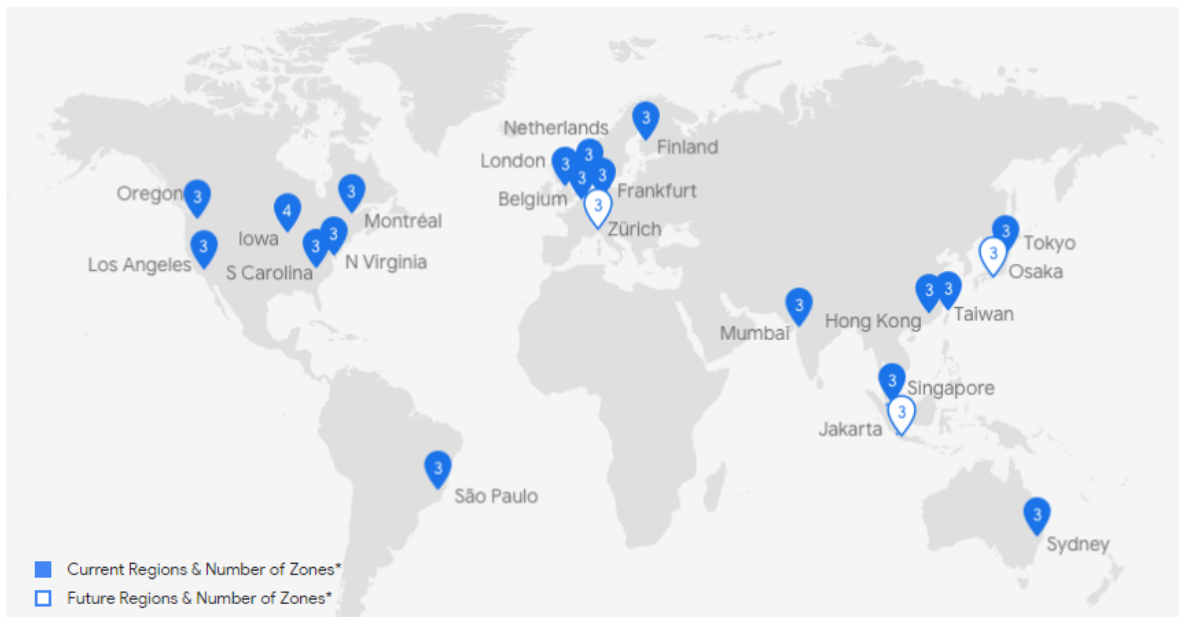 3
Netherlands
Finland
3
London
3
3
3
Belgium
Frankfurt
3
Zürich
Oregon
3
4
Iowa
3
Montréal
3
Los Angeles
3
S Carolina
3
N Virginia
3
Tokyo
3
Osaka
3
Mumbai
3
Hong Kong
3
Taiwan
3
Singapore
3
Jakarta
3
São Paulo
3
Sydney
Current Regions & Number of Zones*
Future Regions & Number of Zones*